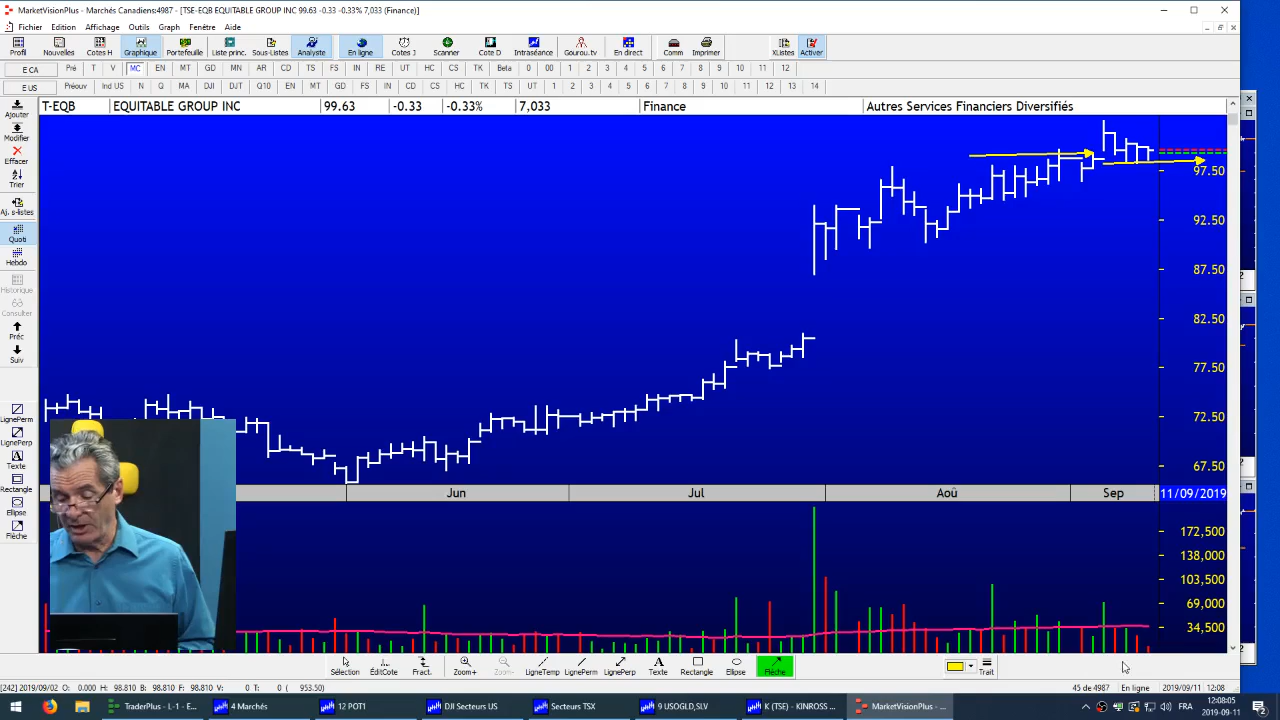 MarketVisionPlus - Marchés Canadiens:4987 - [TSE-EQB EQUITABLE GROUP INC 99.63 -0.33 -0.33% 7,033 (Finance)]
Fichier Edition Affichage Outils Graph Fenêtre Aide
Profil Nouvelles Cotes H Graphique Portefeuille Liste princ. Sous-Listes Analyste En ligne Cotes J Scanner Cote D Intraséance Gourou.tv En direct Comm Imprimer XListes Activer
E CA Pré T V MC EN MT GD MN AR CD TS FS IN RE UT HC CS TK Beta 0 00 1 2 3 4 5 6 7 8 9 10 11 12
E US Préouv Ind US N Q MA DJI DJT Q10 EN MT GD FS IN CD CS HC TK TS UT 1 2 3 4 5 6 7 8 9 10 11 12 13 14
T-EQB EQUITABLE GROUP INC 99.63 -0.33 -0.33% 7,033 Finance Autres Services Financiers Diversifiés
Ajouter
Modifier
Effacer
Trier
Aj. s-listes
Quoti
Hebdo
Historique
Consulter
Préc
Suiv
LignePerm
LignePerp
Texte
Rectangle
Ellipse
Flèche
97.50
92.50
87.50
82.50
77.50
72.50
67.50
Jun Jul Aoû Sep 11/09/2019
172,500
138,000
103,500
69,000
34,500
Sélection ÉditCote Fract. Zoom+ Zoom- LigneTemp LignePerm LignePerp Texte Rectangle Ellipse Flèche Trait
[242] 2019/09/02 O: 0.000 H: 98.810 B: 98.810 F: 98.810 V: 0 T: 0 ( 953.50) 45 de 4987 En ligne 2019/09/11 12:08
TraderPlus - L-1 - E... 4 Marchés 12 POT1 DJI Secteurs US Secteurs TSX 9 USOGLD,SLV K (TSE) - KINROSS ... MarketVisionPlus - ... FRA 12:08:05
2019-09-11
2